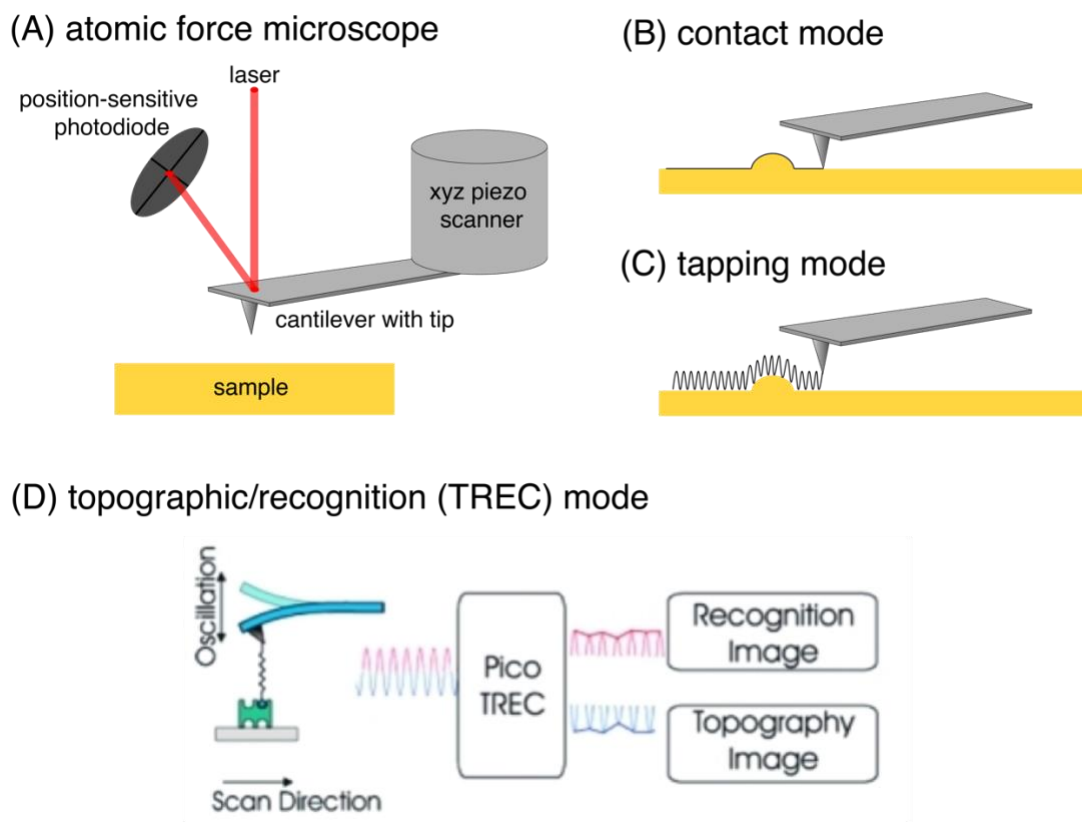 (A) atomic force microscope
laser
position-sensitive
photodiode
xyz piezo
scanner
cantilever with tip
sample
(B) contact mode
(C) tapping mode
(D) topographic/recognition (TREC) mode
Oscillation
Scan Direction
Pico
TREC
Recognition
Image
Topography
Image